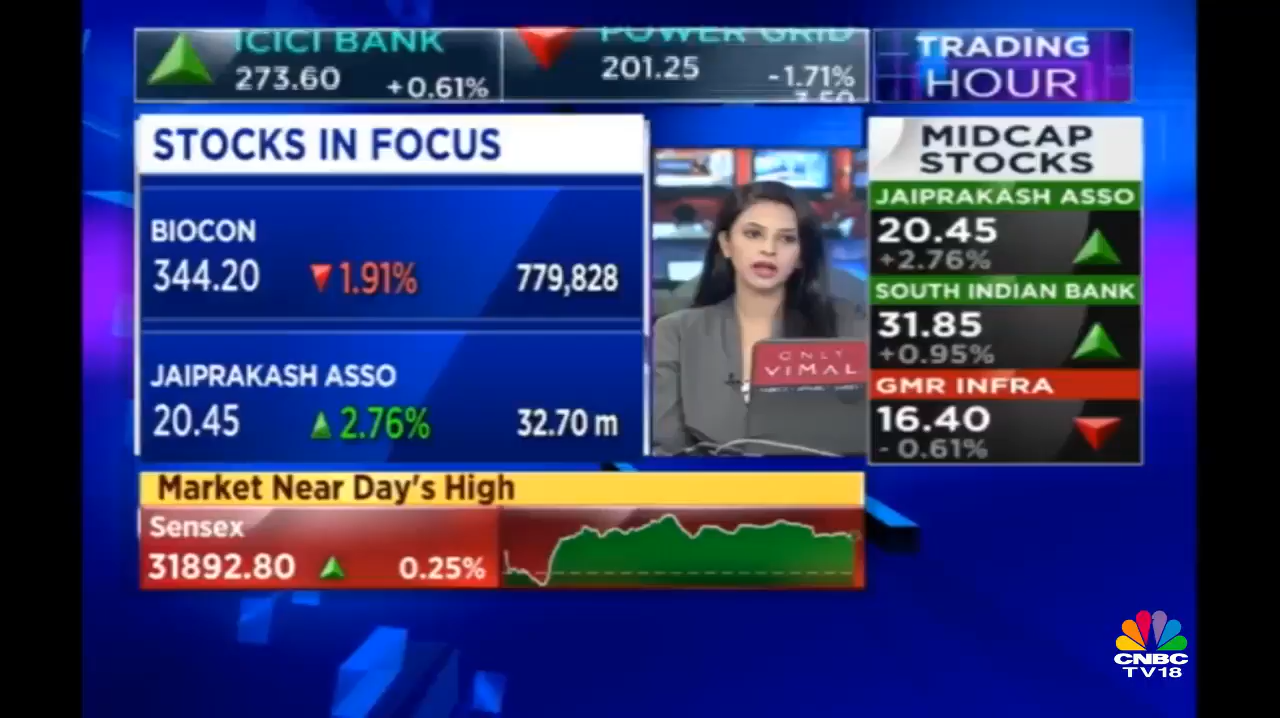 ICICI BANK
273.60 +0.61%
POWER GRID
201.25 -1.71%
3.50
TRADING
HOUR
STOCKS IN FOCUS
BIOCON
344.20 1.91% 779,828
JAIPRAKASH ASSO
20.45 2.76% 32.70 m
ONLY
VIMAL
MIDCAP
STOCKS
JAIPRAKASH ASSO
20.45
+2.76%
SOUTH INDIAN BANK
31.85
+0.95%
GMR INFRA
16.40
- 0.61%
Market Near Day's High
Sensex
31892.80 0.25%
CNBC
TV18